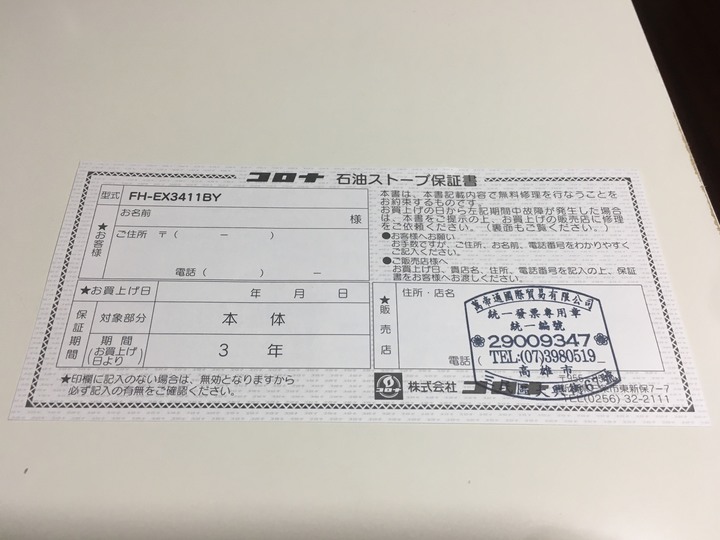 コロナ 石油ストーブ保証書
型式 FH-EX3411BY
★お客様
お名前 様
ご住所 〒( － )
電話( ) －
本書は、本書記載内容で無料修理を行なうことを
お約束するものです。
お買上げの日から左記期間中故障が発生した場合
は、本書をご提示の上、お買上げの販売店に修理
をご依頼ください。(裏面もご覧ください。)
●お客様へお願い
お手数ですが、ご住所、お名前、電話番号をわかりやすく
ご記入ください。
●ご販売店様へ
お買上げ日、貴店名、住所、電話番号を記入の上、保証
書をお客様へお渡しください。
★お買上げ日 年 月 日
保証期間
対象部分 本体
期間
お買上げ
日より
3 年
★販売店
住所・店名
電話(
萬帝通國際貿易有限公司
統一發票專用章
統一編號
29009347
TEL:(07)3980519
高雄市
大興街67號
★印欄に記入のない場合は、無効となりますから
必ず記入の有無をご確認ください。
コロナ 株式会社 コロナ
市東新保7-7
TEL(0256) 32-2111